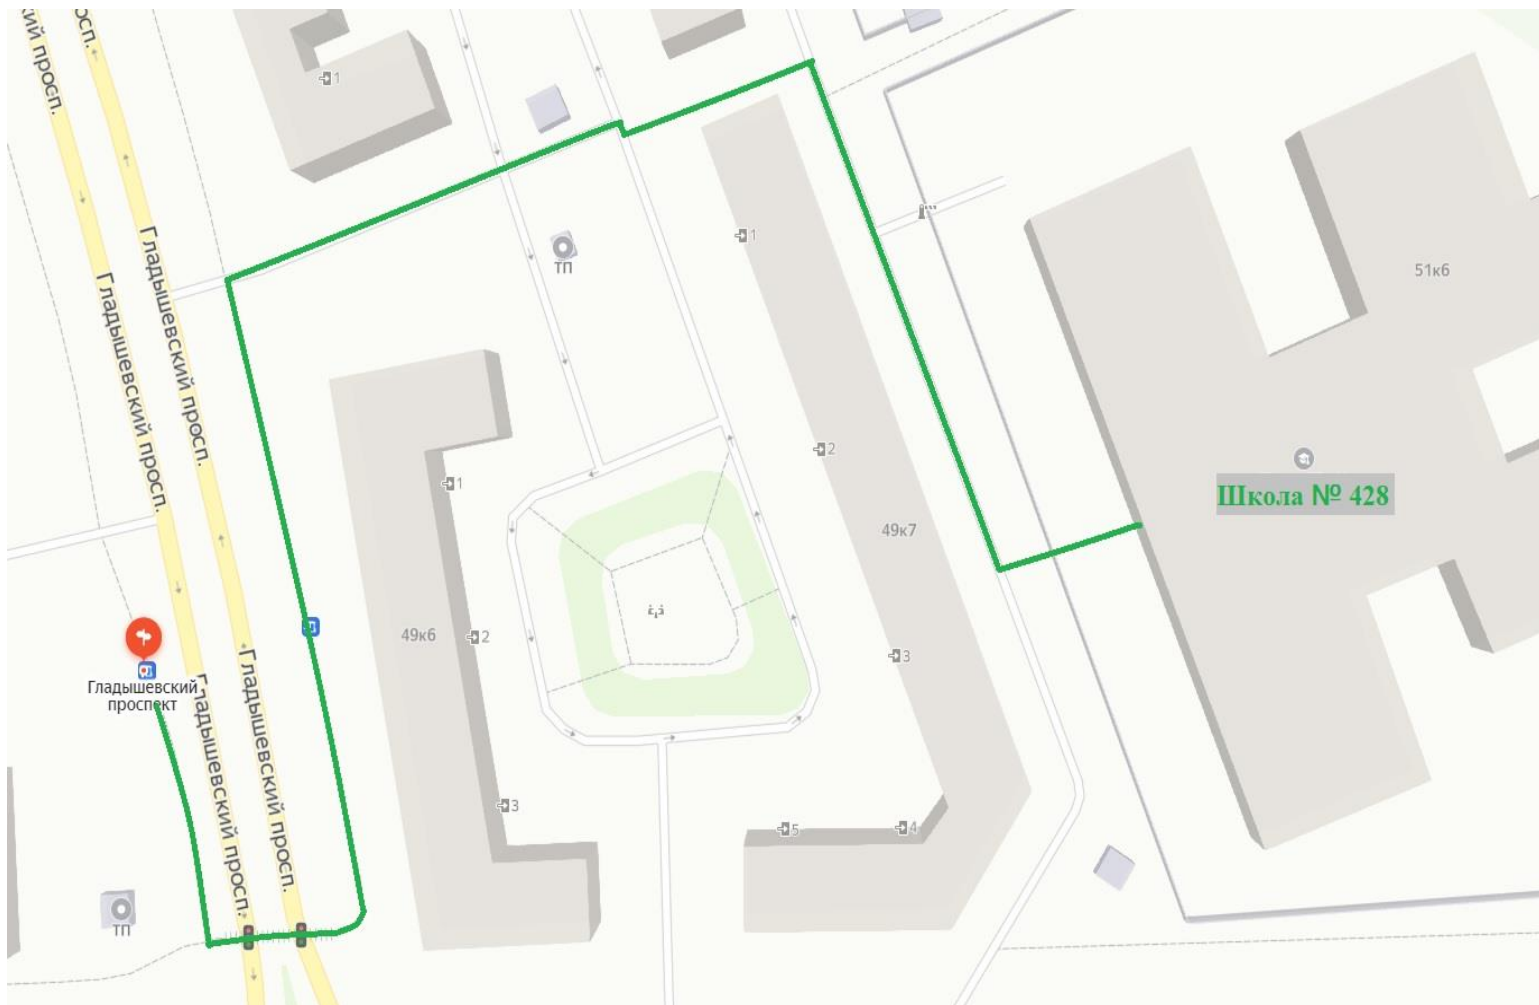 ий просп.
просп.
1
Гладышевский просп.
Гладышевский просп.
ТП
1
51к6
1
2
Школа № 428
49к7
49к6
2
3
Гладышевский
проспект
Гладышевский просп.
Гладышевский просп.
3
5
4
ТП